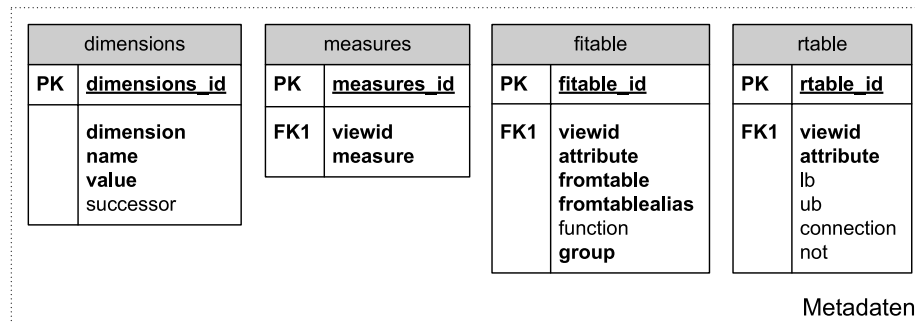 dimensions
PK dimensions_id
dimension
name
value
successor
measures
PK measures_id
FK1 viewid
measure
fitable
PK fitable_id
FK1 viewid
attribute
fromtable
fromtablealias
function
group
rtable
PK rtable_id
FK1 viewid
attribute
lb
ub
connection
not
Metadaten